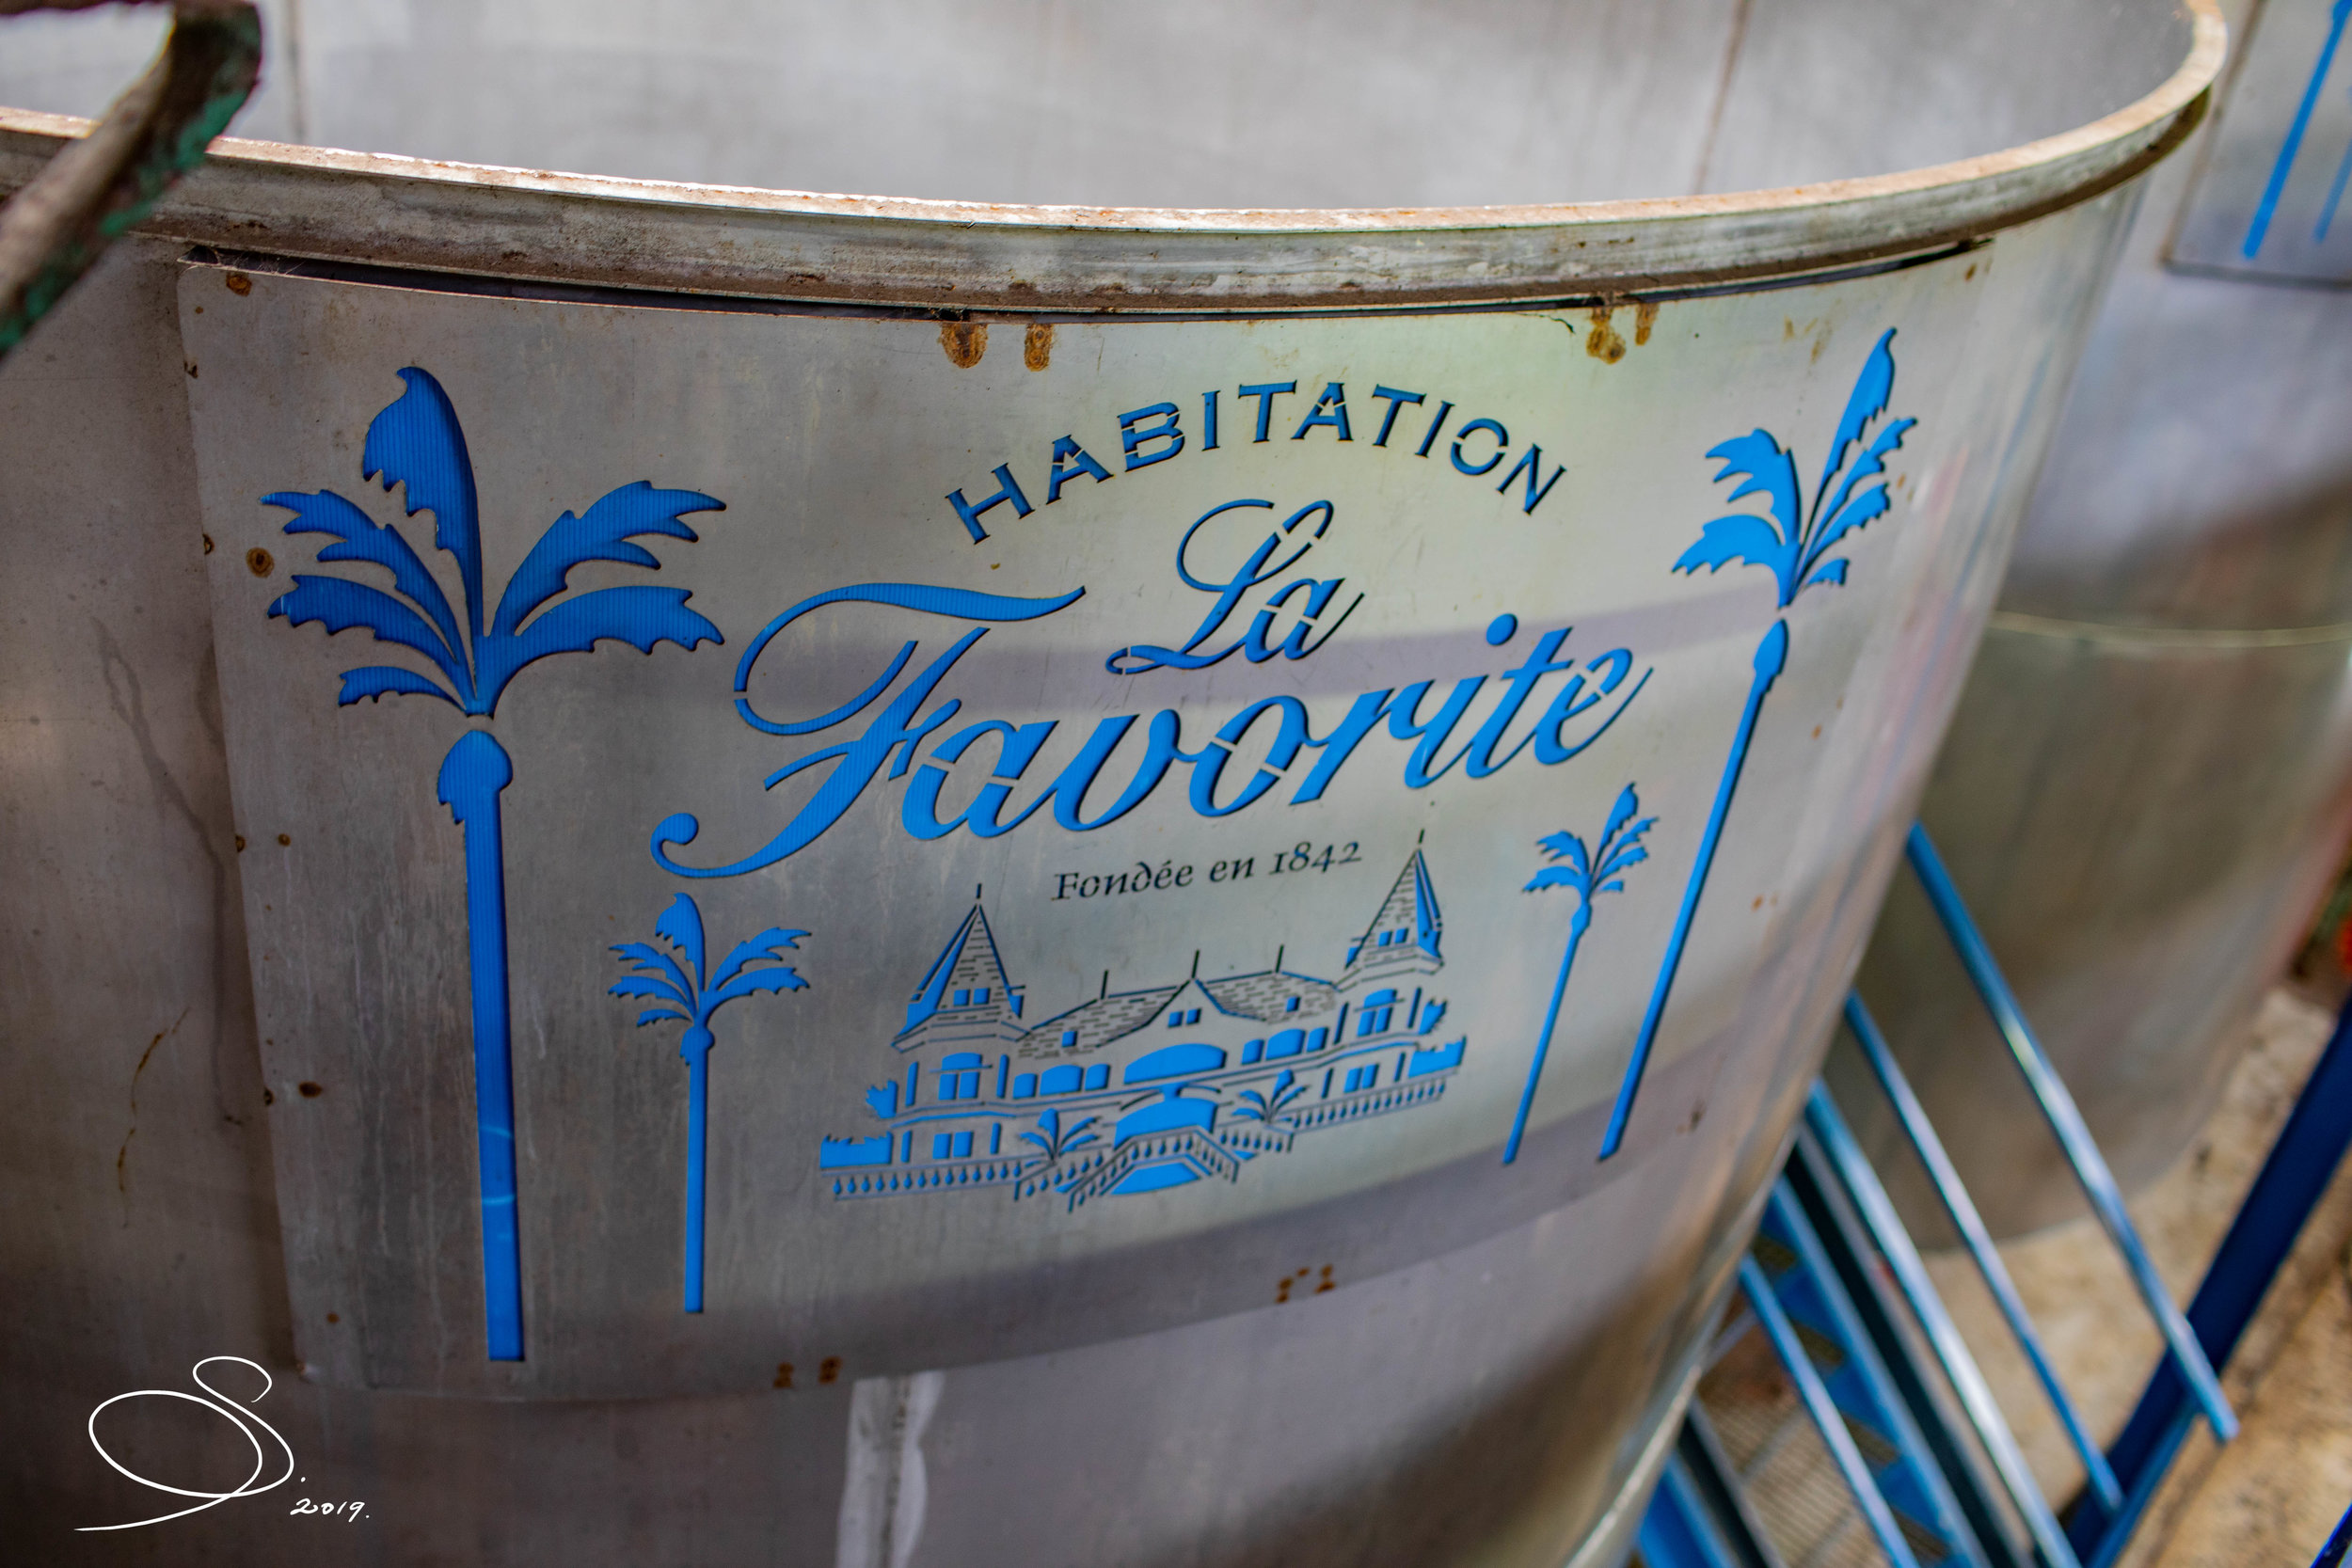 HABITATION
La
Favorite
Fondée en 1842
S.
2019.